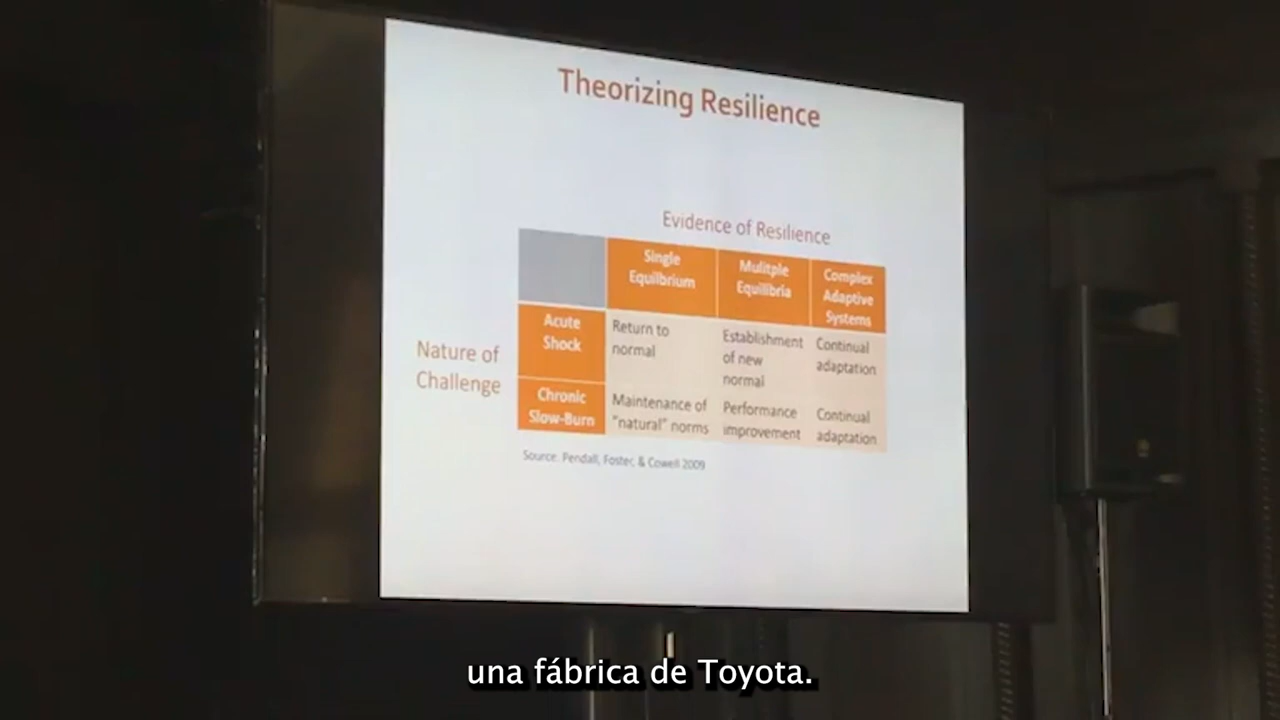 Theorizing Resilience
Evidence of Resilience
Single
Equilbrium
Mulitple
Equilibria
Complex
Adaptive
Systems
Nature of
Challenge
Acute
Shock
Return to
normal
Establishment
of new
normal
Continual
adaptation
Chronic
Slow-Burn
Maintenance of
"natural" norms
Performance
improvement
Continual
adaptation
Source: Pendall, Foster, & Cowell 2009
una fábrica de Toyota.